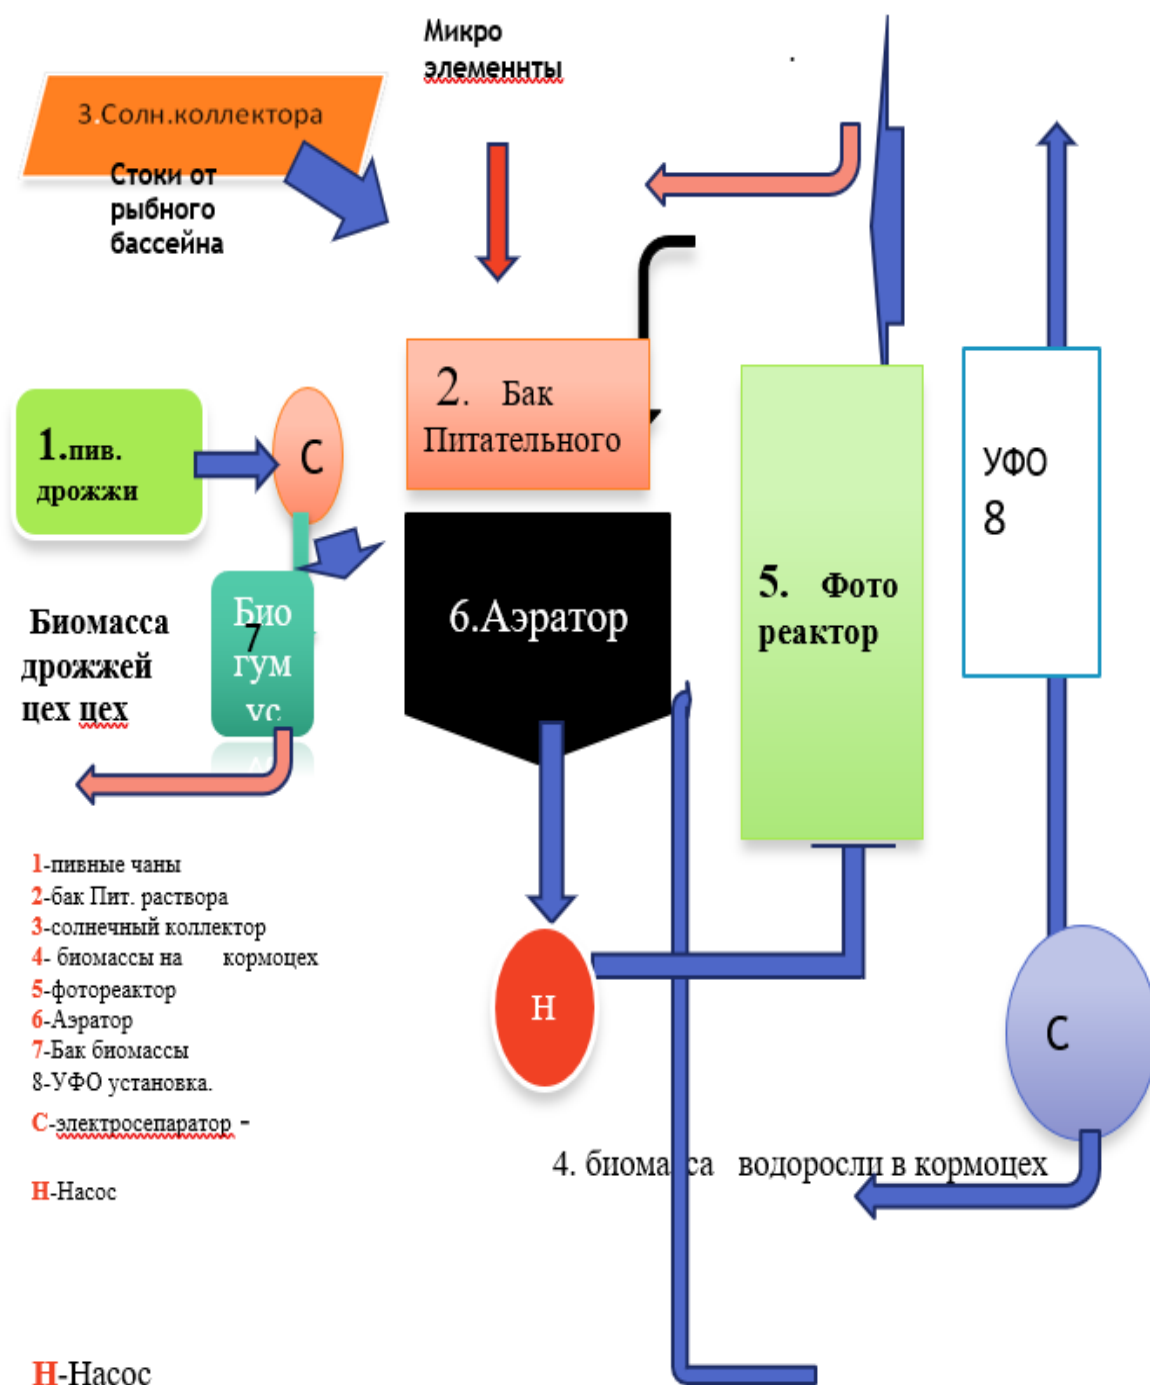 Микро
элеменнты
3.Солн.коллектора
Стоки от
рыбного
бассейна
2. Бак
Питательного
1.пив.
дрожжи
С
УФО
8
5. Фото
реактор
6.Аэратор
Био
7
гум
ус
Биомасса
дрожжей
цех цех
1-пивные чаны
2-бак Пит. раствора
3-солнечный коллектор
4- биомассы на кормоцех
5-фотореактор
6-Аэратор
7-Бак биомассы
8-УФО установка.
С-электросепаратор -
Н-Насос
Н
С
4. биомасса водоросли в кормоцех
Н-Насос